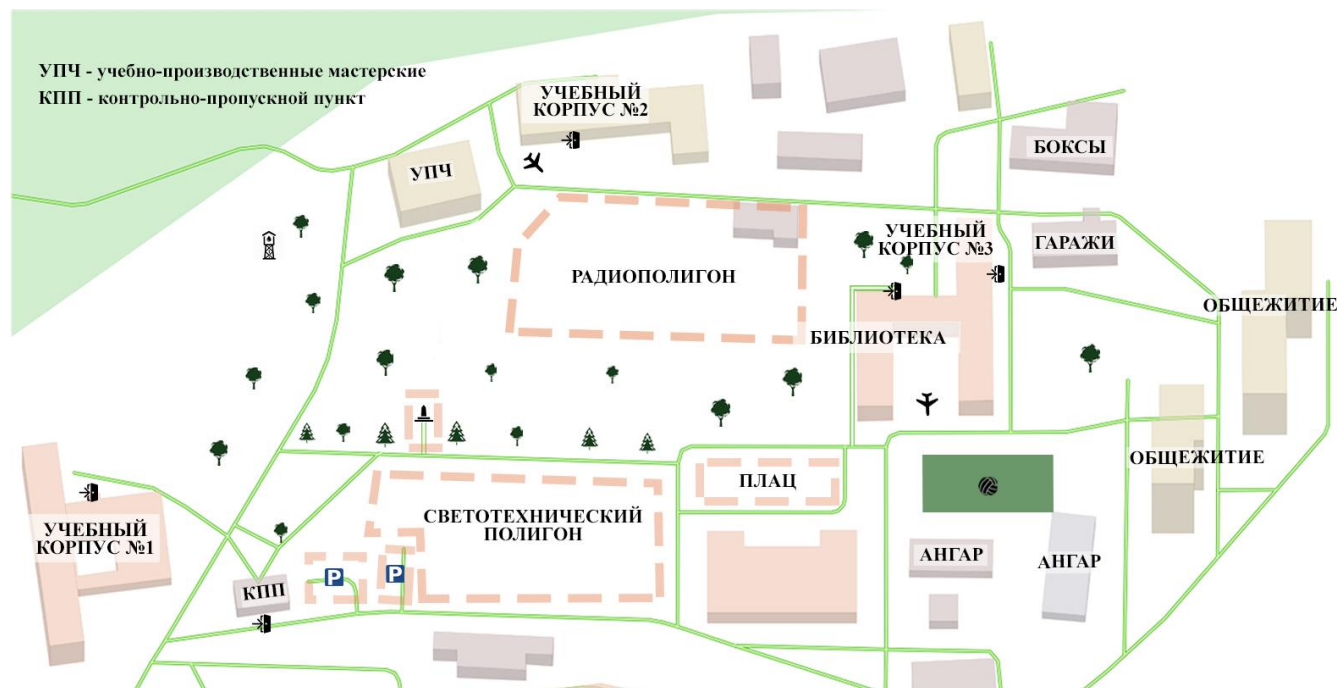 УПЧ - учебно-производственные мастерские
КПП - контрольно-пропускной пункт
УЧЕБНЫЙ
КОРПУС №2
УПЧ
БОКСЫ
УЧЕБНЫЙ
КОРПУС №3
ГАРАЖИ
РАДИОПОЛИГОН
ОБЩЕЖИТИЕ
БИБЛИОТЕКА
ОБЩЕЖИТИЕ
ПЛАЦ
СВЕТОТЕХНИЧЕСКИЙ
ПОЛИГОН
УЧЕБНЫЙ
КОРПУС №1
АНГАР
АНГАР
P
P
КПП